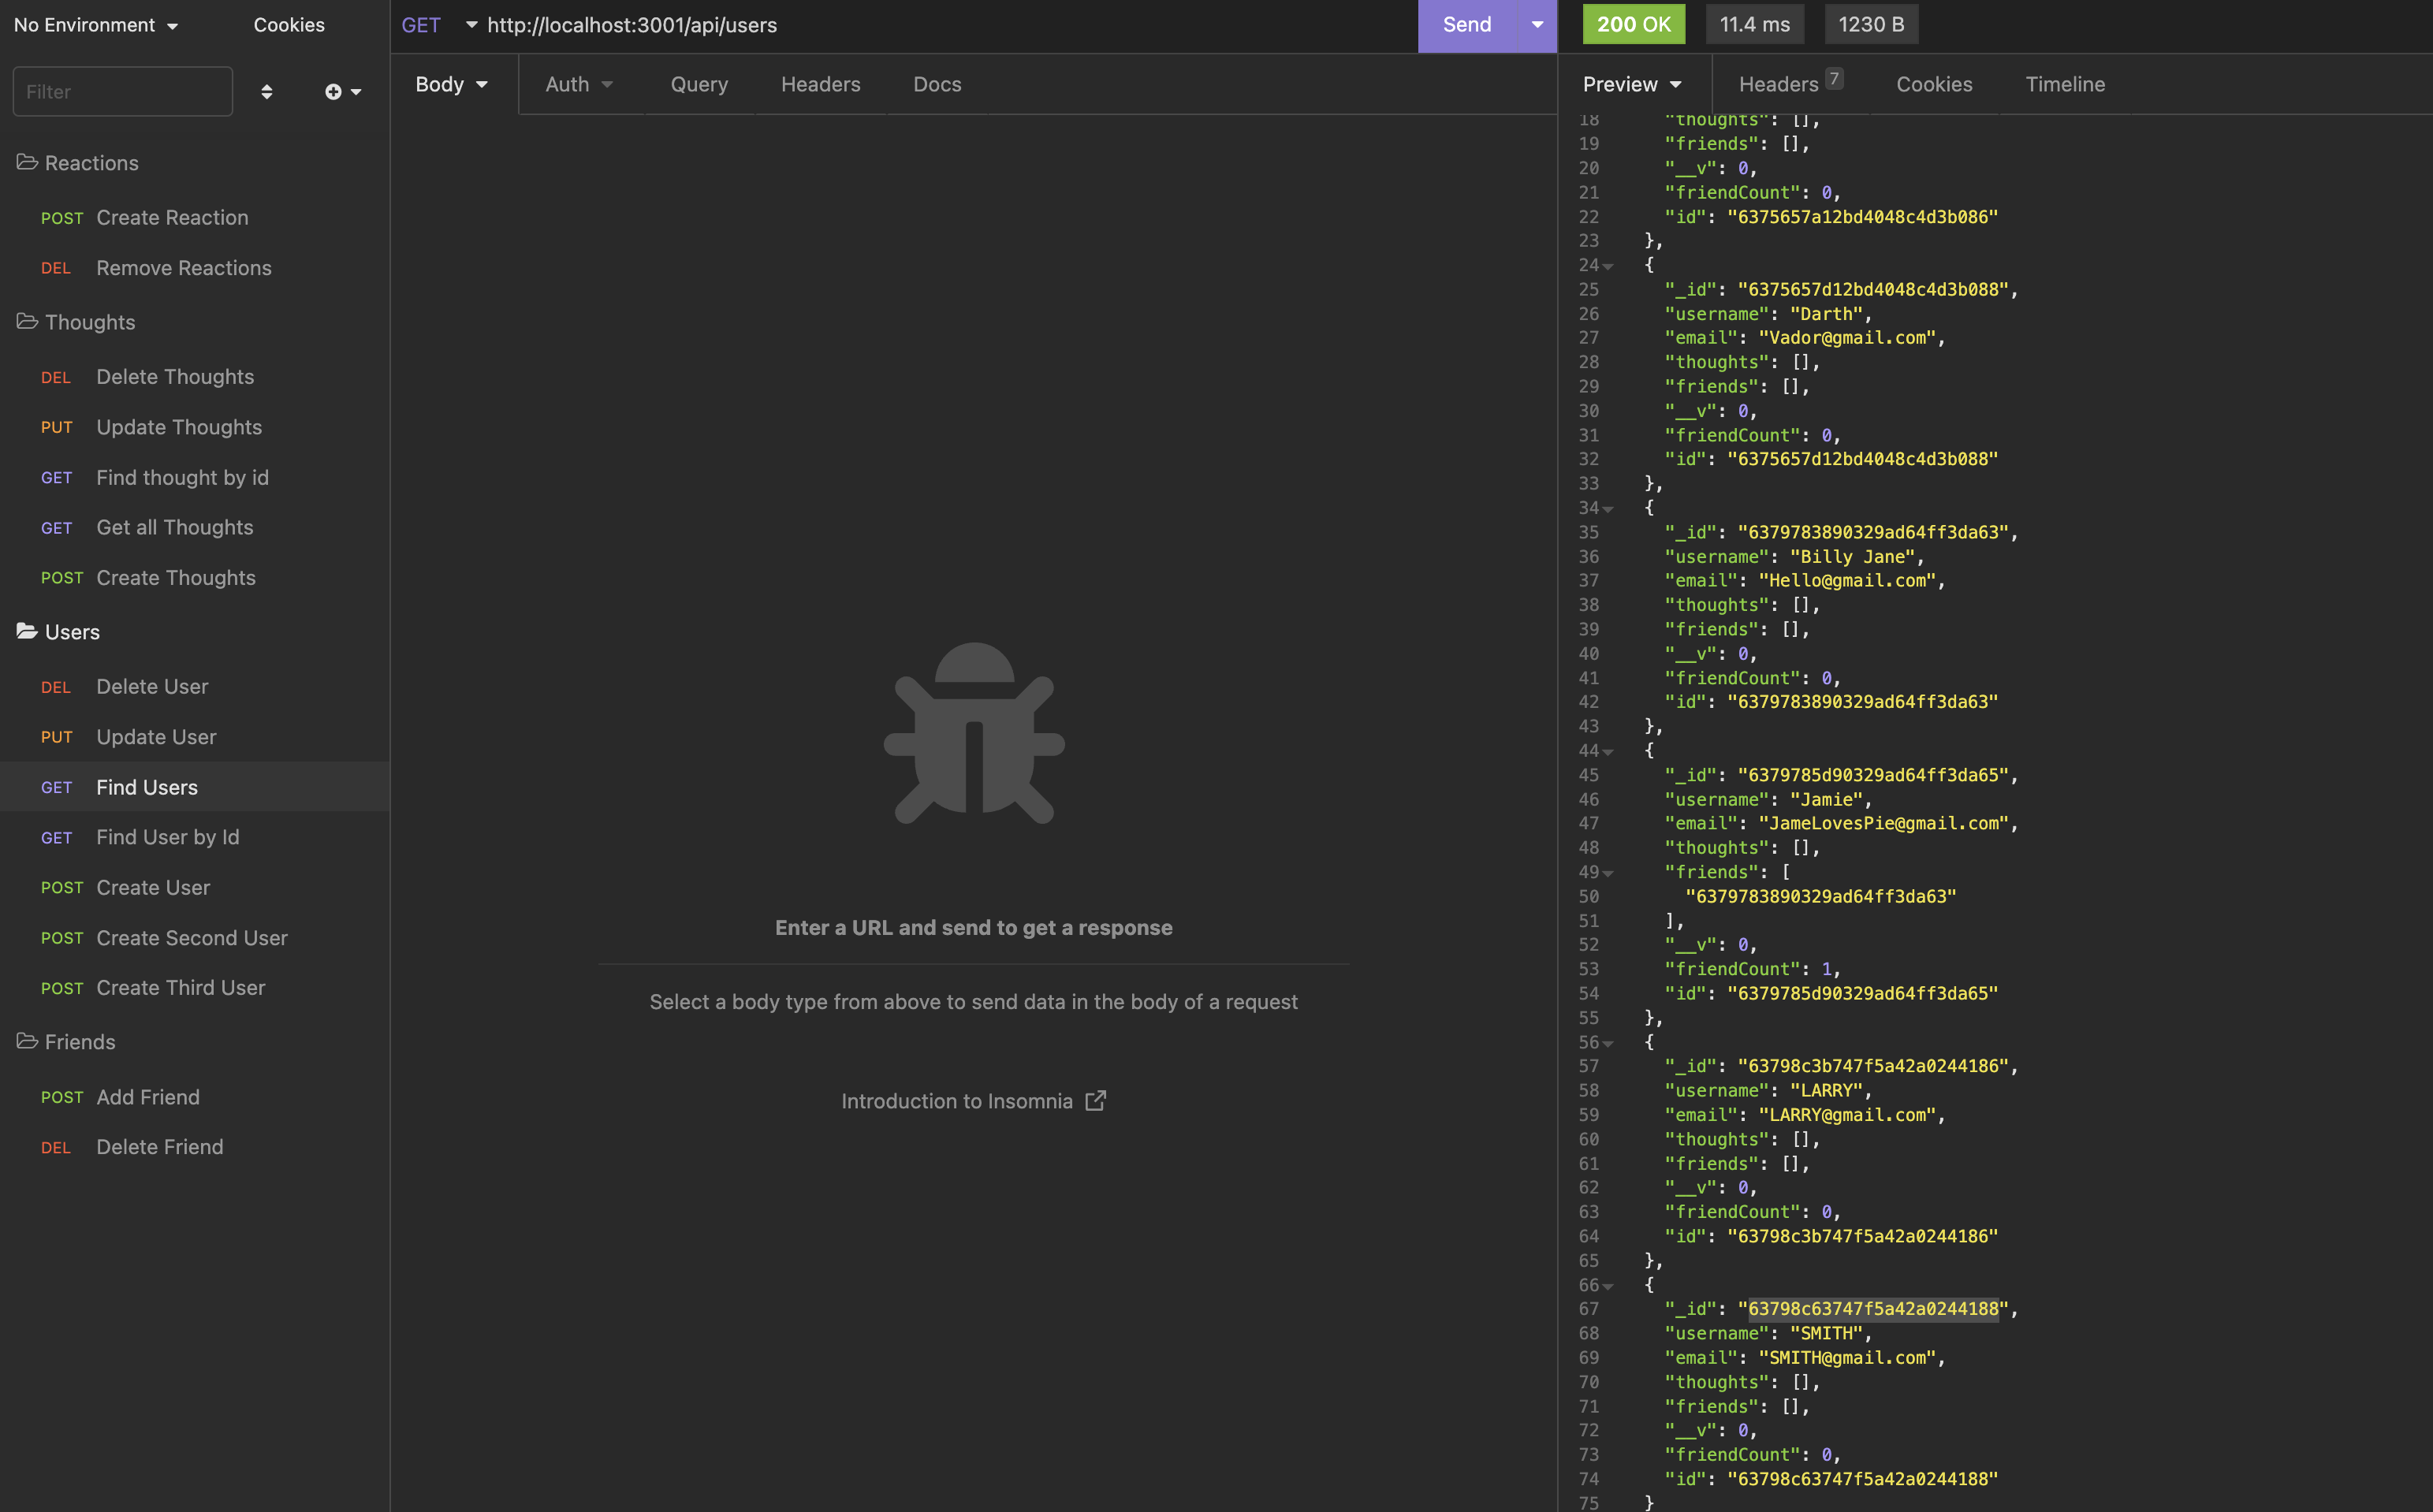 No Environment
Cookies
Filter
Reactions
POST Create Reaction
DEL Remove Reactions
Thoughts
DEL Delete Thoughts
PUT Update Thoughts
GET Find thought by id
GET Get all Thoughts
POST Create Thoughts
Users
DEL Delete User
PUT Update User
GET Find Users
GET Find User by Id
POST Create User
POST Create Second User
POST Create Third User
Friends
POST Add Friend
DEL Delete Friend
GET http://localhost:3001/api/users
Send
Body Auth Query Headers Docs
Enter a URL and send to get a response
Select a body type from above to send data in the body of a request
Introduction to Insomnia
200 OK 11.4 ms 1230 B
Preview Headers 7 Cookies Timeline
18 "thoughts": [],
19 "friends": [],
20 "__v": 0,
21 "friendCount": 0,
22 "id": "6375657a12bd4048c4d3b086"
23 },
24 {
25 "_id": "6375657d12bd4048c4d3b088",
26 "username": "Darth",
27 "email": "Vador@gmail.com",
28 "thoughts": [],
29 "friends": [],
30 "__v": 0,
31 "friendCount": 0,
32 "id": "6375657d12bd4048c4d3b088"
33 },
34 {
35 "_id": "6379783890329ad64ff3da63",
36 "username": "Billy Jane",
37 "email": "Hello@gmail.com",
38 "thoughts": [],
39 "friends": [],
40 "__v": 0,
41 "friendCount": 0,
42 "id": "6379783890329ad64ff3da63"
43 },
44 {
45 "_id": "6379785d90329ad64ff3da65",
46 "username": "Jamie",
47 "email": "JameLovesPie@gmail.com",
48 "thoughts": [],
49 "friends": [
50 "6379783890329ad64ff3da63"
51 ],
52 "__v": 0,
53 "friendCount": 1,
54 "id": "6379785d90329ad64ff3da65"
55 },
56 {
57 "_id": "63798c3b747f5a42a0244186",
58 "username": "LARRY",
59 "email": "LARRY@gmail.com",
60 "thoughts": [],
61 "friends": [],
62 "__v": 0,
63 "friendCount": 0,
64 "id": "63798c3b747f5a42a0244186"
65 },
66 {
67 "_id": "63798c63747f5a42a0244188",
68 "username": "SMITH",
69 "email": "SMITH@gmail.com",
70 "thoughts": [],
71 "friends": [],
72 "__v": 0,
73 "friendCount": 0,
74 "id": "63798c63747f5a42a0244188"
75 }